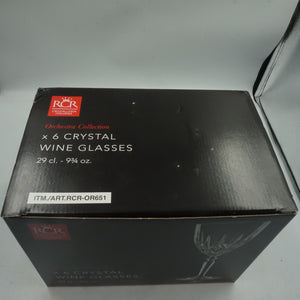 RCR
Orchestra Collection
x 6 CRYSTAL
WINE GLASSES
29 cl. - 9¾ oz.
ITM./ART.RCR-OR651
RCR
x 6 CRYSTAL
WINE GLASSES